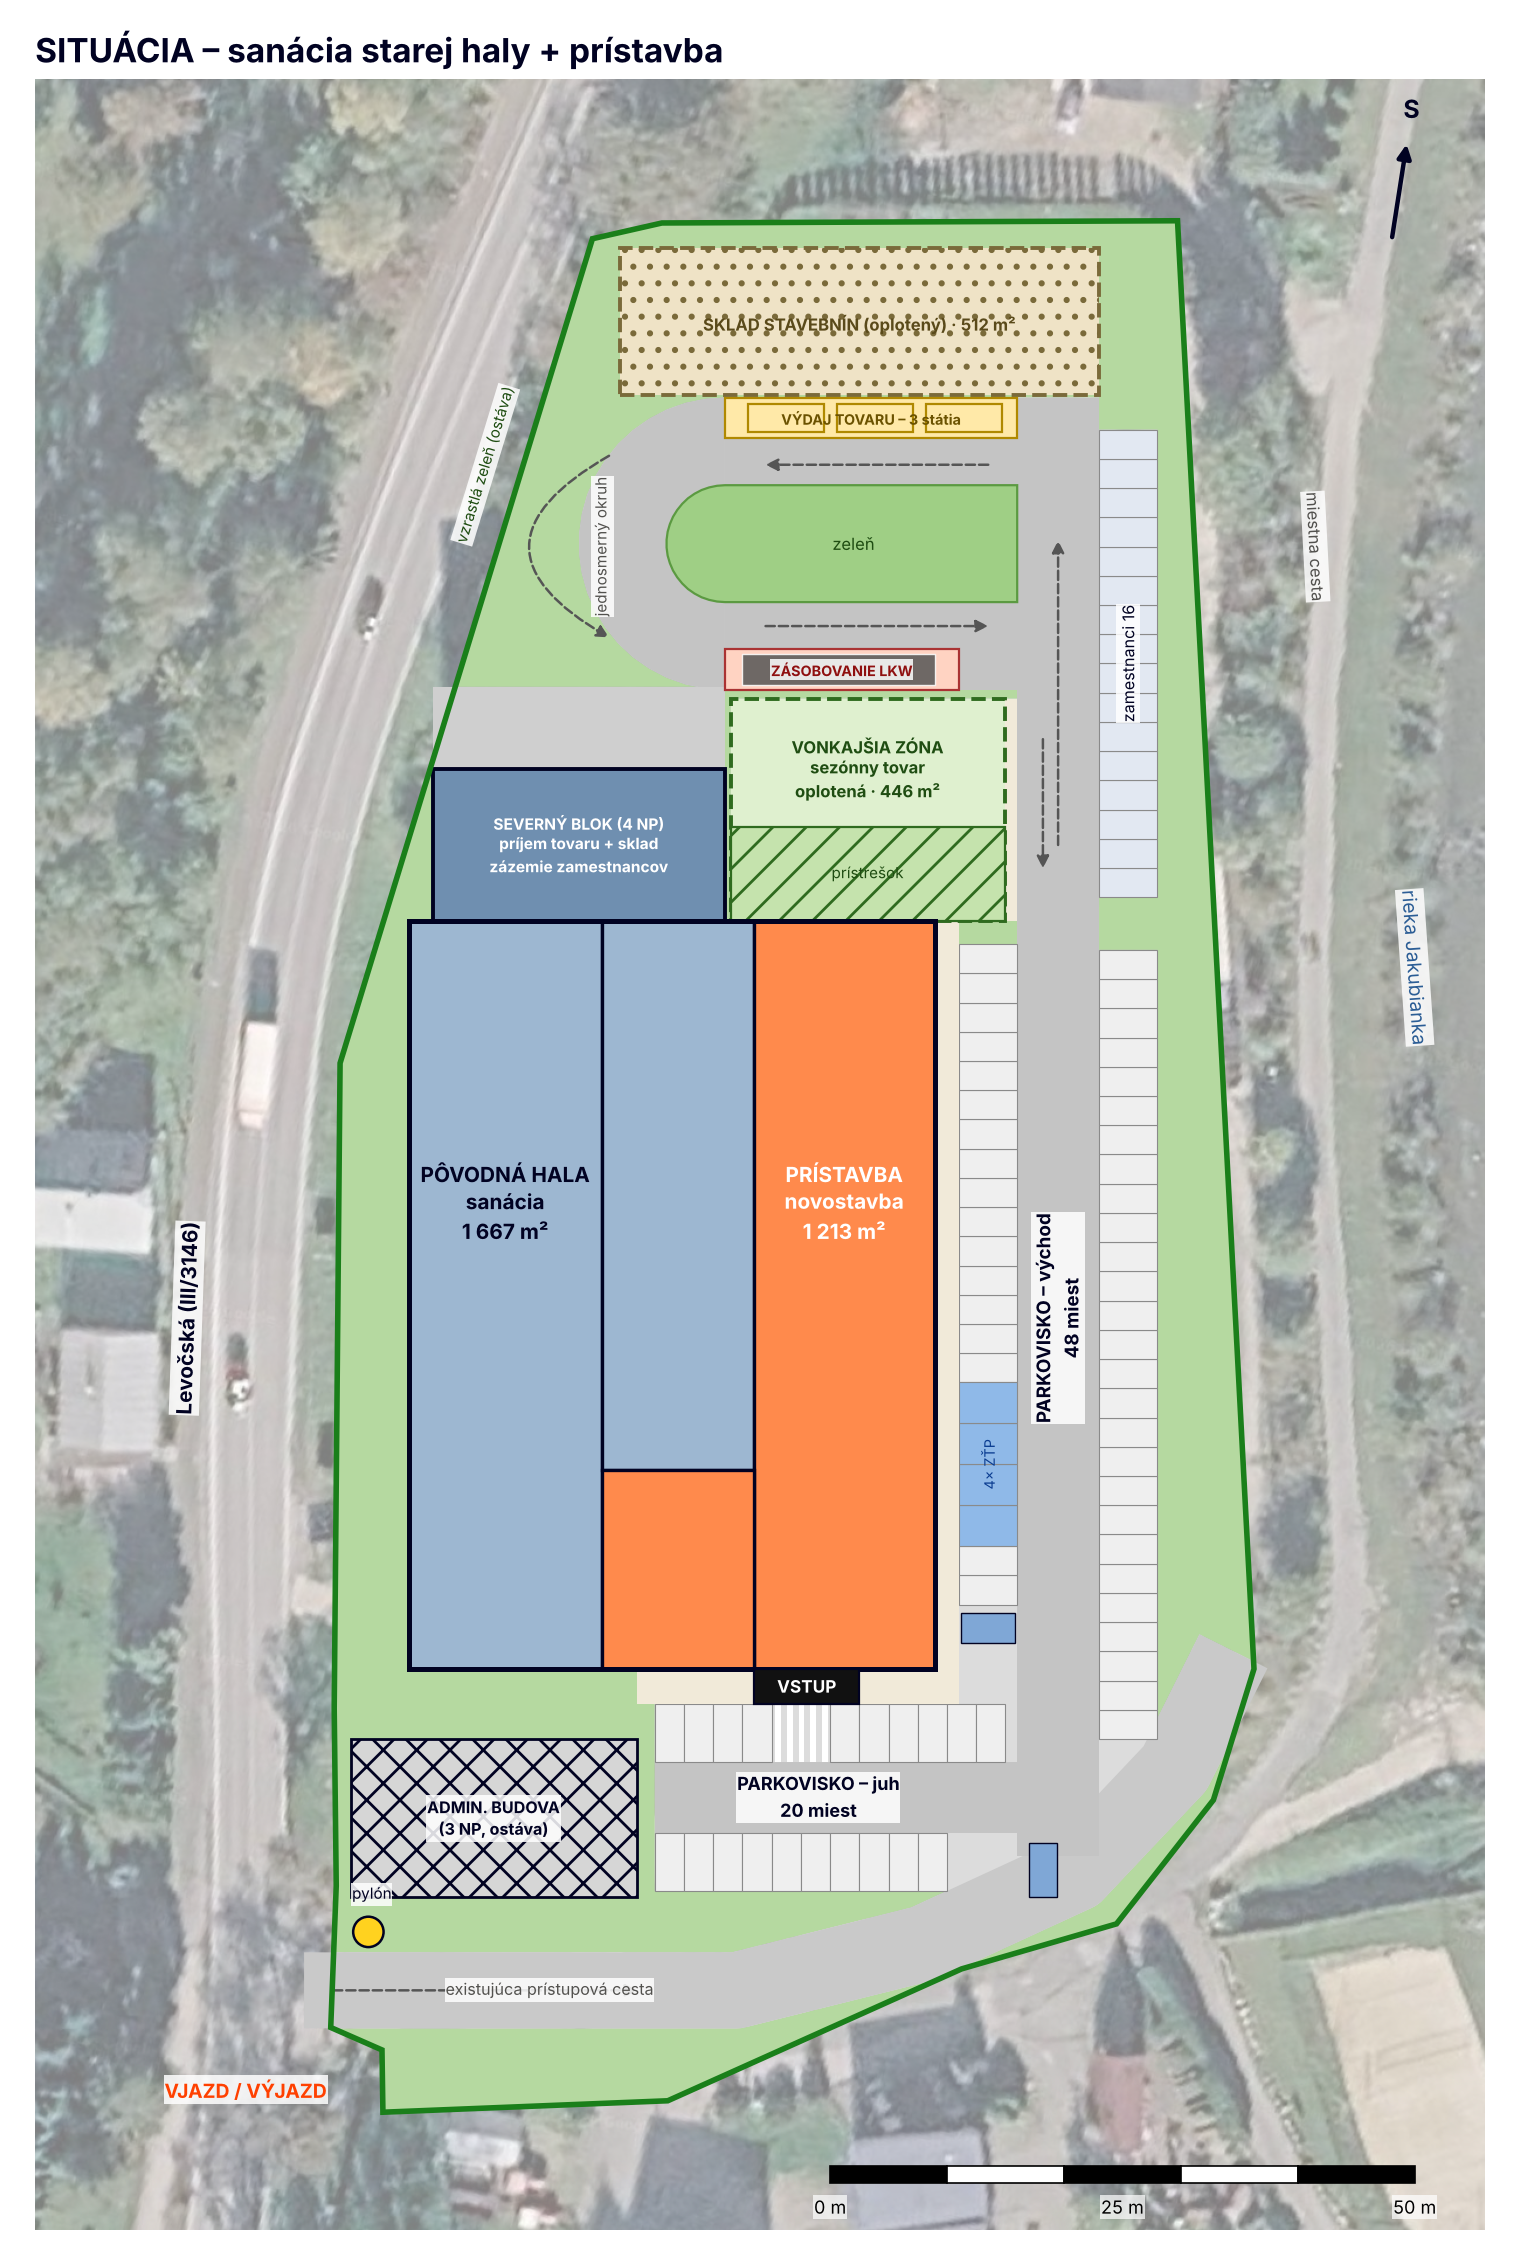 SITUÁCIA – sanácia starej haly + prístavba
S
SKLAD STAVEBNÍN (oplotený) · 512 m²
VÝDAJ TOVARU – 3 státia
vzrastlá zeleň (ostáva)
jednosmerný okruh
zeleň
miestna cesta
zamestnanci 16
ZÁSOBOVANIE LKW
VONKAJŠIA ZÓNA
sezónny tovar
oplotená · 446 m²
prístrešok
SEVERNÝ BLOK (4 NP)
príjem tovaru + sklad
zázemie zamestnancov
rieka Jakubianka
PÔVODNÁ HALA
sanácia
1 667 m²
PRÍSTAVBA
novostavba
1 213 m²
Levočská (III/3146)
PARKOVISKO – východ
48 miest
4× ZŤP
VSTUP
PARKOVISKO – juh
20 miest
ADMIN. BUDOVA
(3 NP, ostáva)
pylón
existujúca prístupová cesta
VJAZD / VÝJAZD
0 m
25 m
50 m